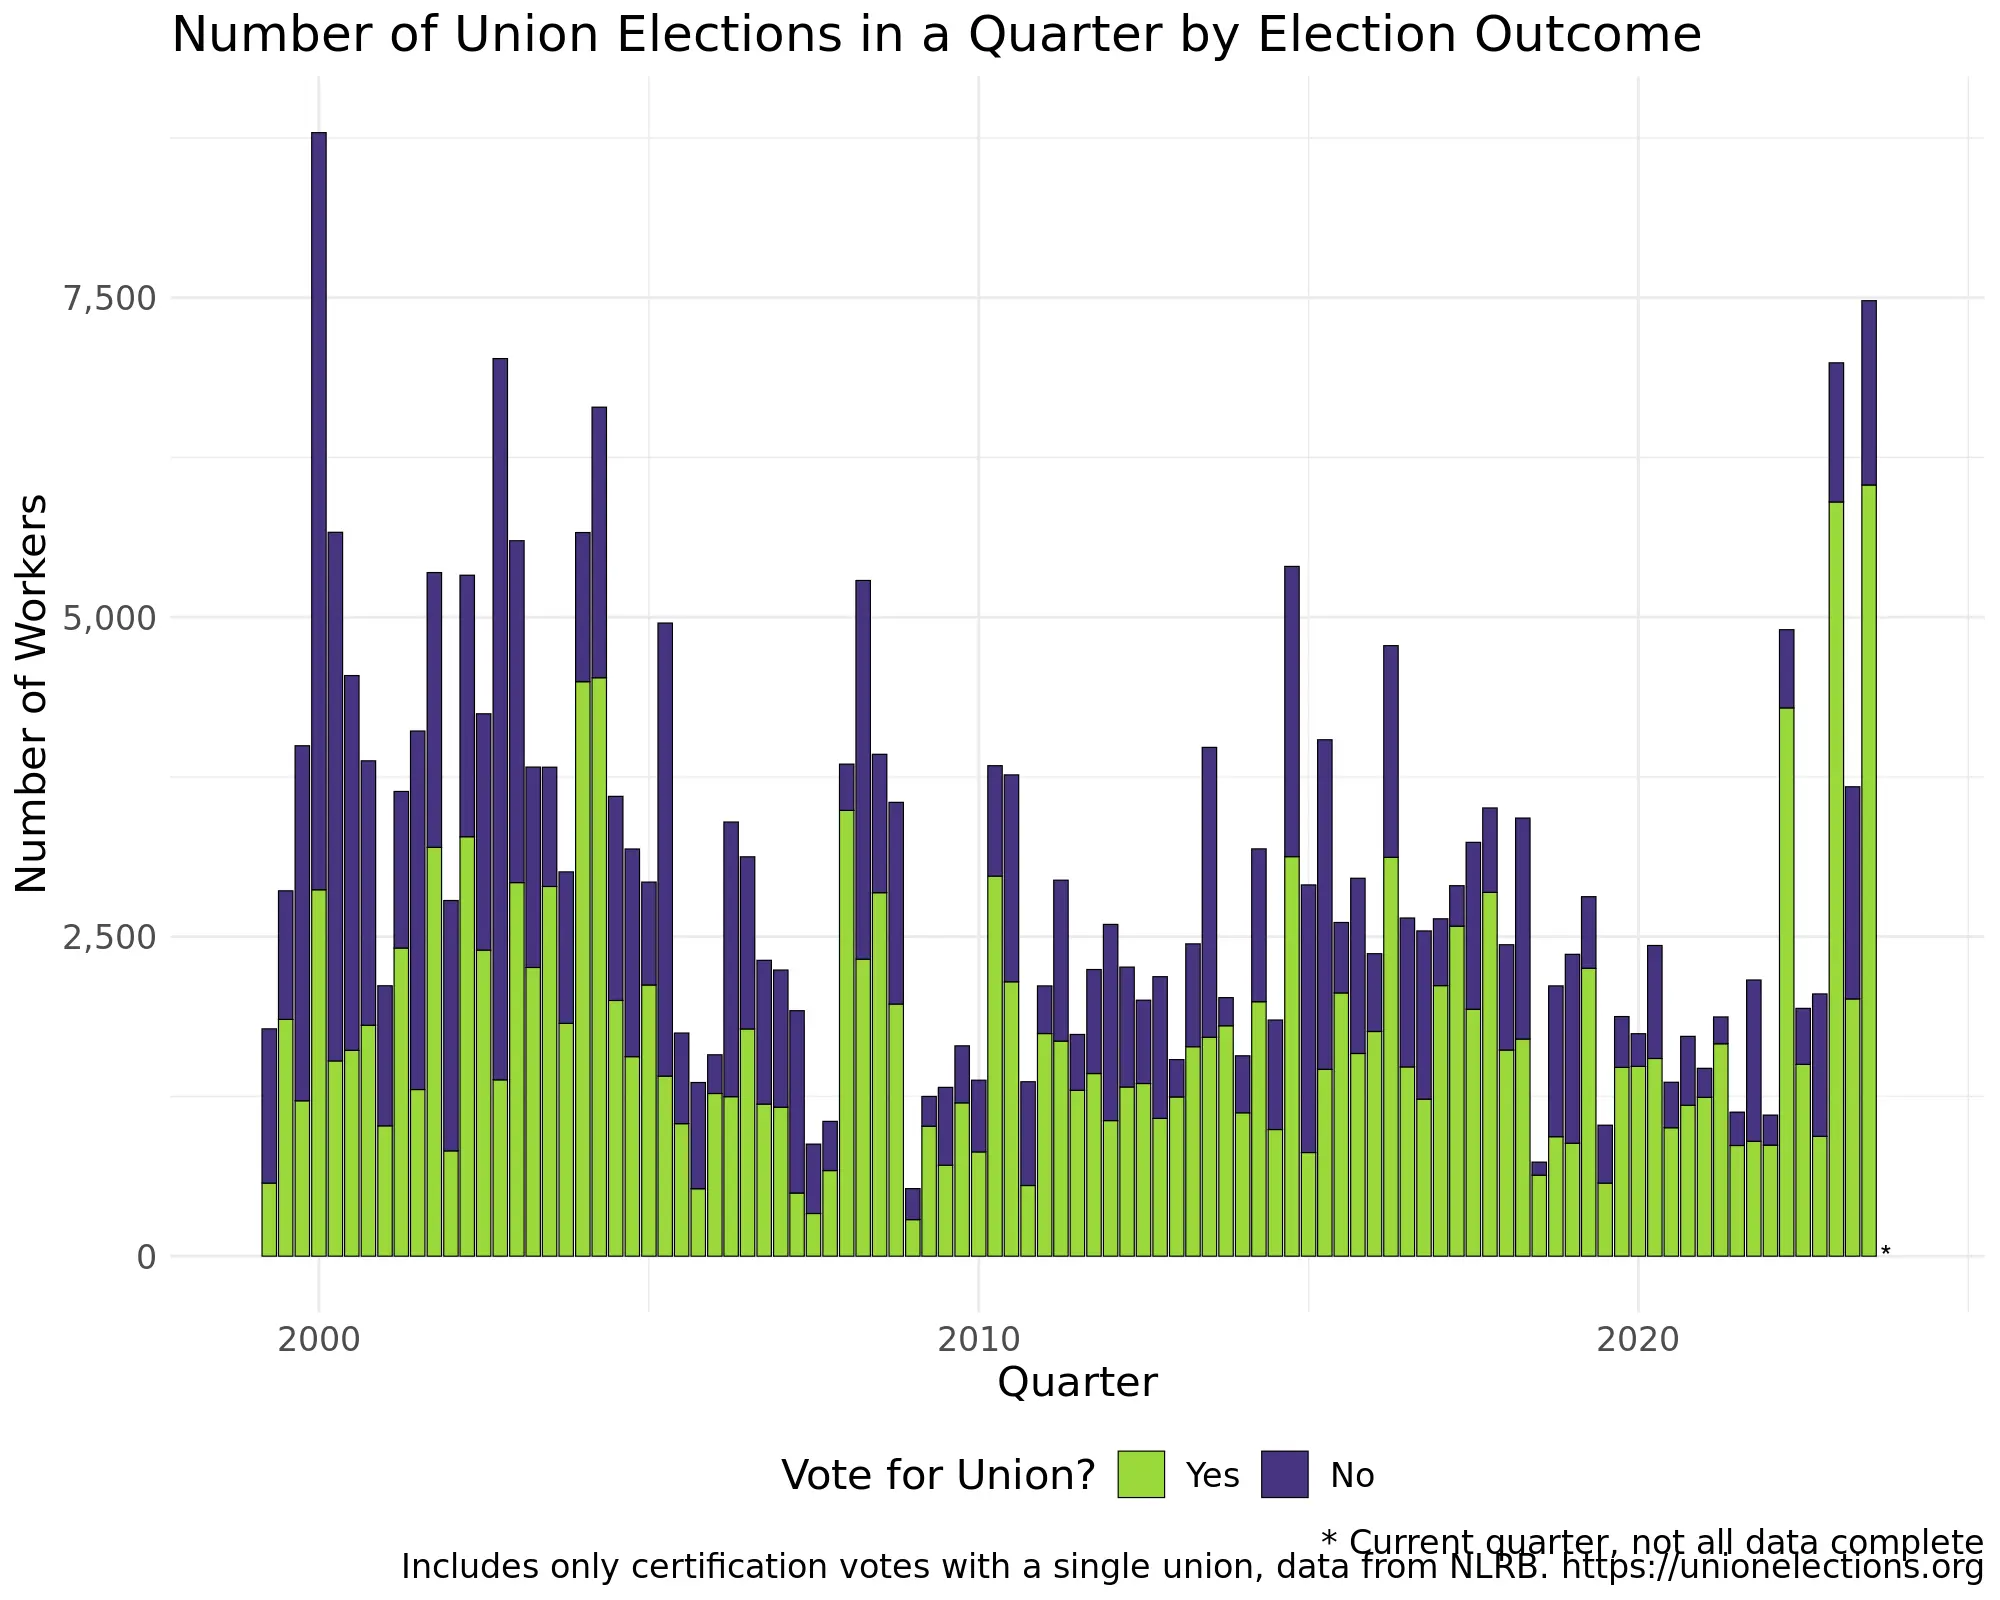 Number of Union Elections in a Quarter by Election Outcome
Number of Workers
7,500
5,000
2,500
0
*
2000 2010 2020
Quarter
Vote for Union? Yes No
* Current quarter, not all data complete
Includes only certification votes with a single union, data from NLRB. https://unionelections.org